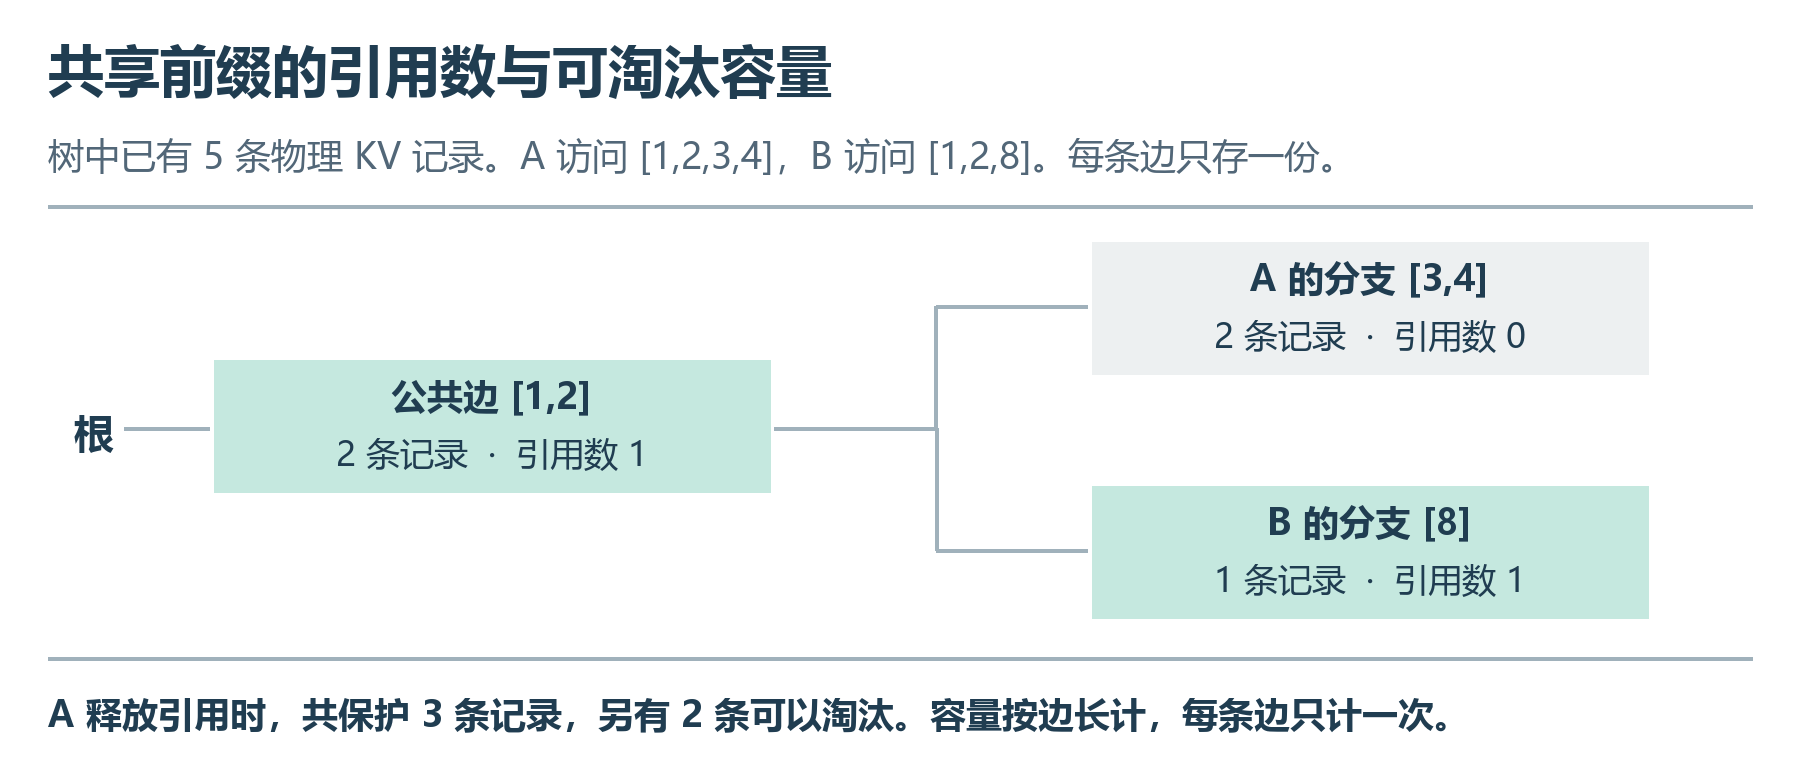 共享前缀的引用数与可淘汰容量
树中已有 5 条物理 KV 记录。A 访问 [1,2,3,4]，B 访问 [1,2,8]。每条边只存一份。
A 的分支 [3,4]
2 条记录 · 引用数 0
根
公共边 [1,2]
2 条记录 · 引用数 1
B 的分支 [8]
1 条记录 · 引用数 1
A 释放引用时，共保护 3 条记录，另有 2 条可以淘汰。容量按边长计，每条边只计一次。